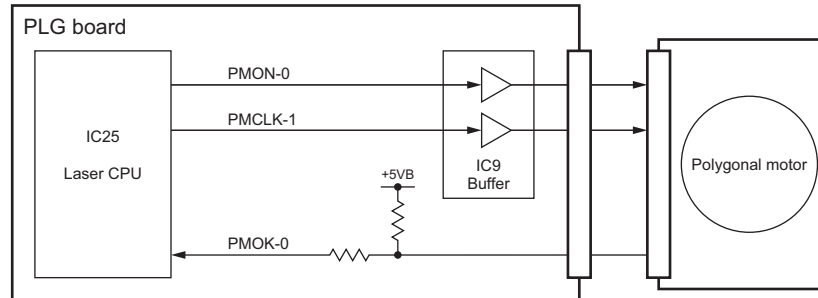 PLG board
PMON-0
PMCLK-1
IC25
Laser CPU
IC9
Buffer
Polygonal motor
+5VB
PMOK-0